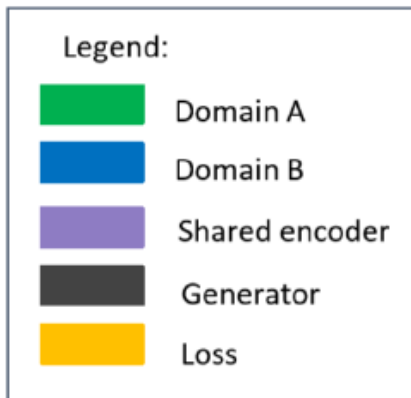 Legend:
Domain A
Domain B
Shared encoder
Generator
Loss